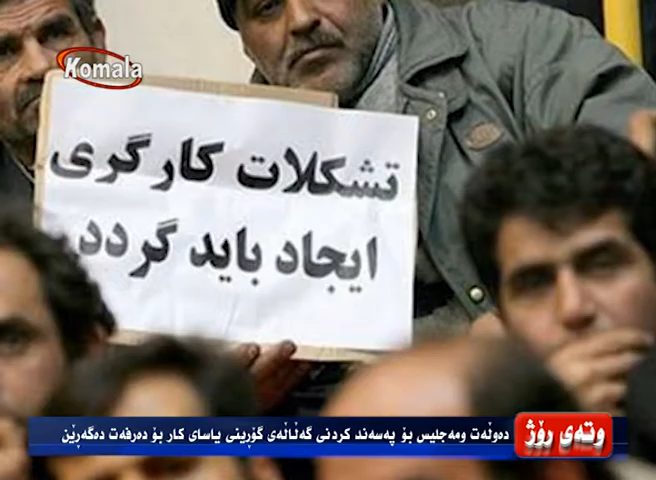 Komala
تشکلات کارگری
ایجاد باید گردد
وتەی رۆژ
دەوڵەت ومەجلیس بۆ پەسەند کردنی گەڵاڵەی گۆڕینی یاسای کار بۆ دەرفەت دەگەڕێن